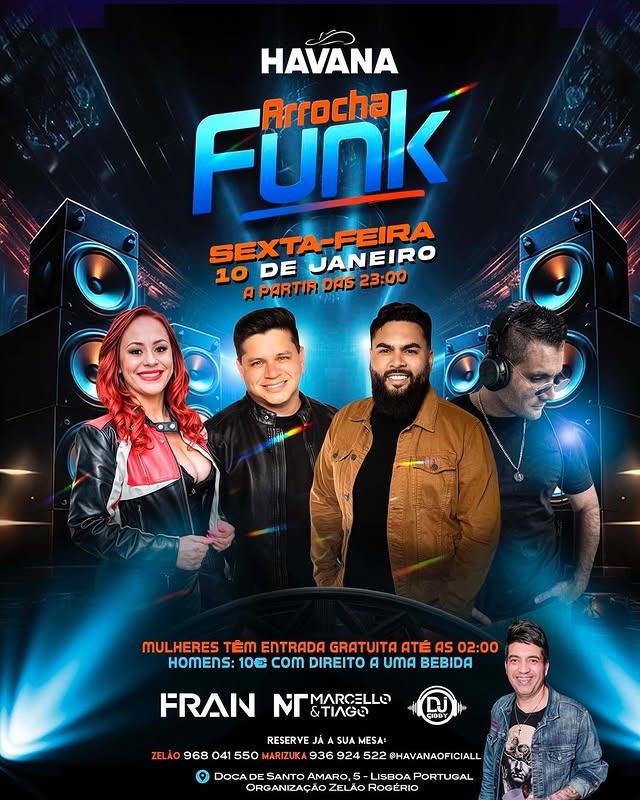 HAVANA
Arrocha
Funk
SEXTA-FEIRA
10 DE JANEIRO
A PARTIR DAS 23:00
MULHERES TÊM ENTRADA GRATUITA ATÉ AS 02:00
HOMENS: 10€ COM DIREITO A UMA BEBIDA
FRAN
MT MARCELLO
&TIAGO
DJ
GIBBY
RESERVE JÁ A SUA MESA:
ZELÃO 968 041 550 MARIZUKA 936 924 522 @HAVANAOFICIALL
DOCA DE SANTO AMARO, 5 - LISBOA PORTUGAL
ORGANIZAÇÃO ZELÃO ROGÉRIO